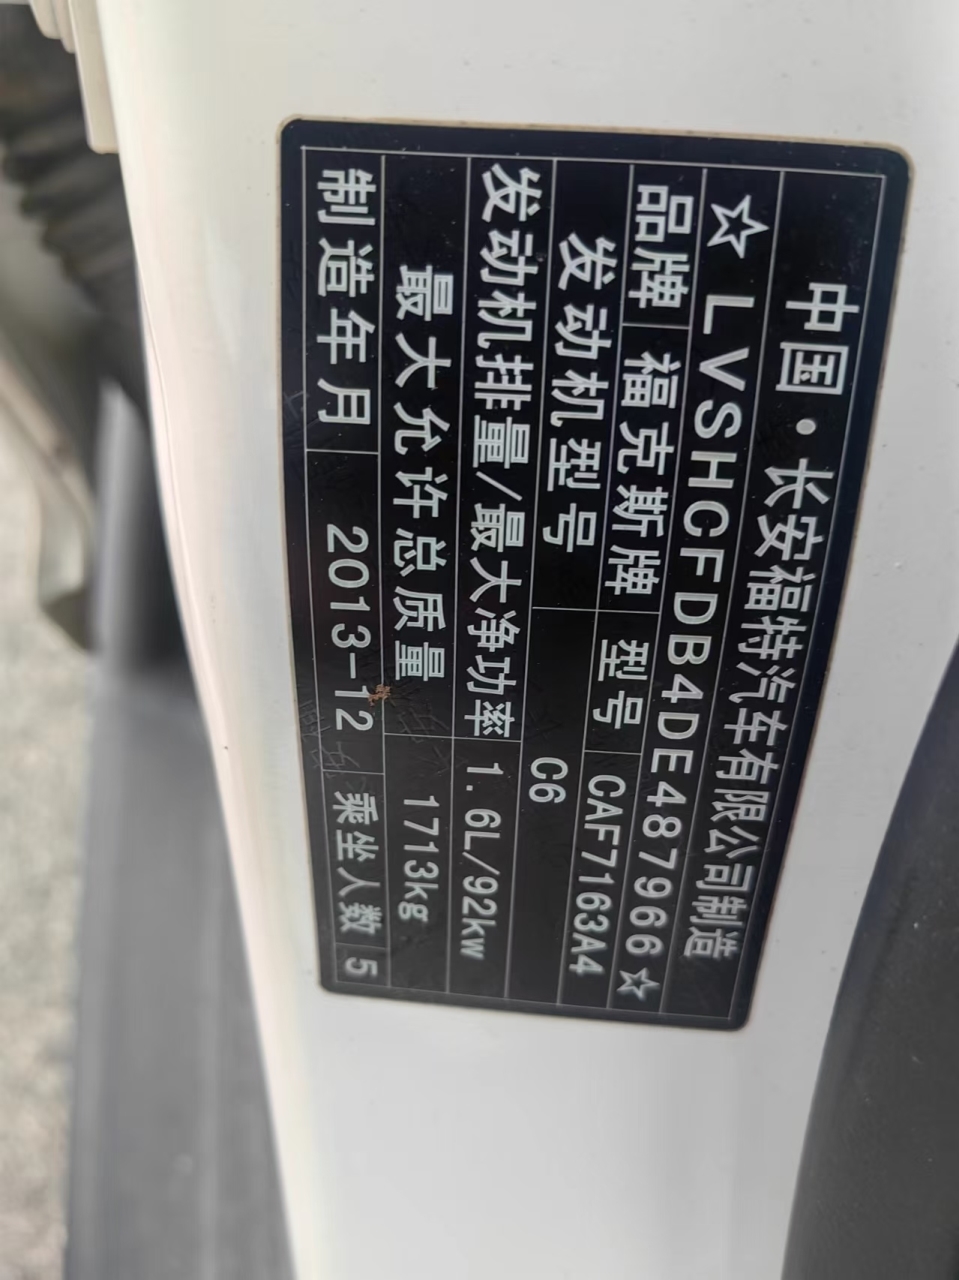 中国·长安福特汽车有限公司制造
☆LVSHCFDB4DE487966☆
品牌 福克斯牌 型号 CAF7163A4
发动机型号 C6
发动机排量/最大净功率 1.6L/92kw
最大允许总质量 1713kg
制造年月 2013-12 乘坐人数 5